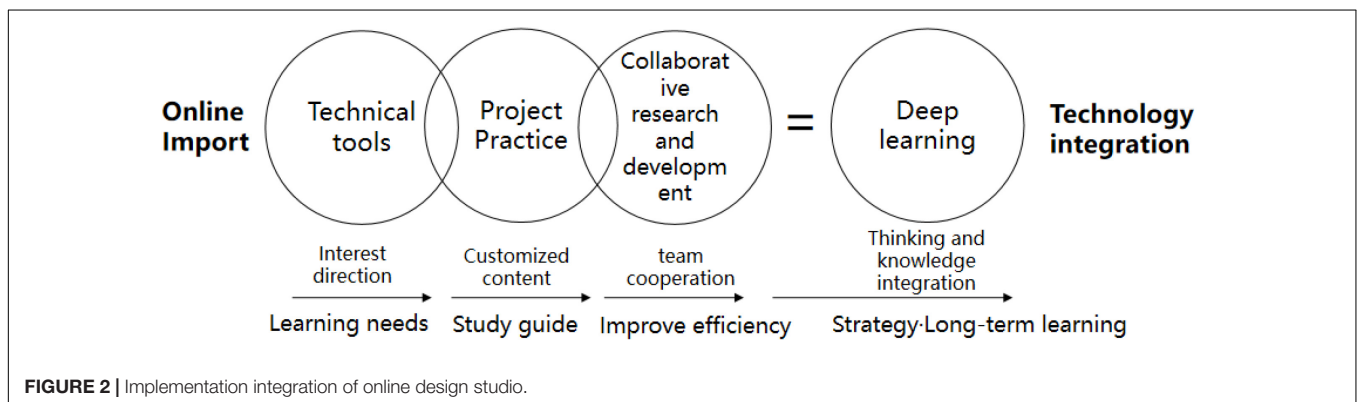 Online
Import
Technical
tools
Project
Practice
Collaborat
ive
research
and
developm
ent
=
Deep
learning
Technology
integration
Interest
direction
Customized
content
team
cooperation
Thinking and
knowledge
integration
Learning needs
Study guide
Improve efficiency
Strategy·Long-term learning
FIGURE 2 | Implementation integration of online design studio.